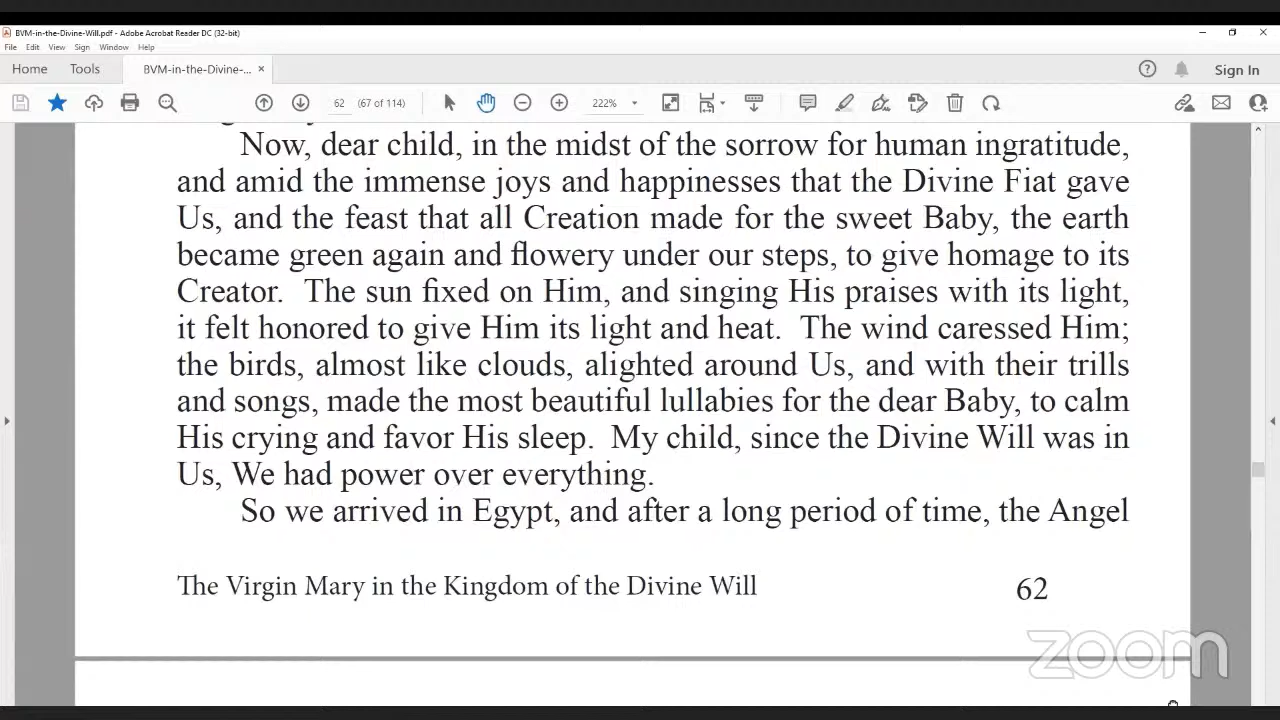 BVM-in-the-Divine-Will.pdf - Adobe Acrobat Reader DC (32-bit)
File Edit View Sign Window Help
Home Tools BVM-in-the-Divine-... × Sign In
62 (67 of 114) 222%
Now, dear child, in the midst of the sorrow for human ingratitude,
and amid the immense joys and happinesses that the Divine Fiat gave
Us, and the feast that all Creation made for the sweet Baby, the earth
became green again and flowery under our steps, to give homage to its
Creator. The sun fixed on Him, and singing His praises with its light,
it felt honored to give Him its light and heat. The wind caressed Him;
the birds, almost like clouds, alighted around Us, and with their trills
and songs, made the most beautiful lullabies for the dear Baby, to calm
His crying and favor His sleep. My child, since the Divine Will was in
Us, We had power over everything.
So we arrived in Egypt, and after a long period of time, the Angel
The Virgin Mary in the Kingdom of the Divine Will 62
zoom